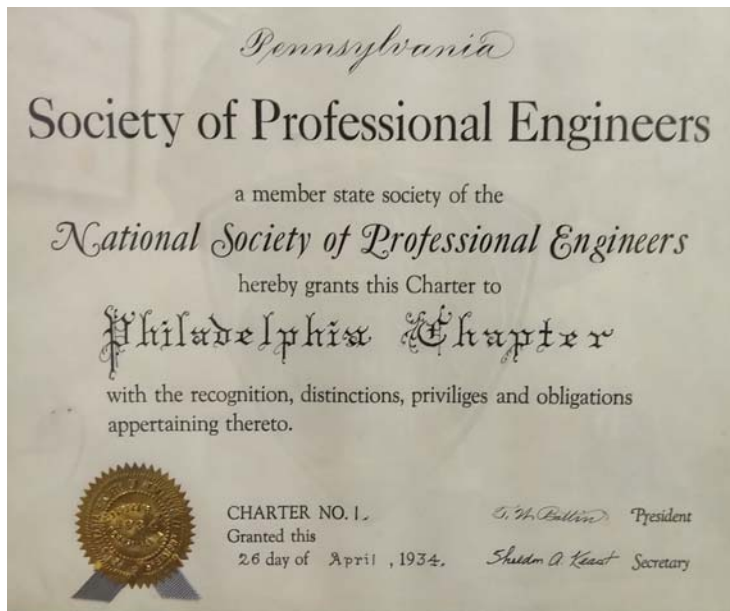 Pennsylvania
Society of Professional Engineers
a member state society of the
National Society of Professional Engineers
hereby grants this Charter to
Philadelphia Chapter
with the recognition, distinctions, priviliges and obligations
appertaining thereto.
CHARTER NO. 1.
Granted this
26 day of April, 1934.
President
Sheldon A. Keast Secretary